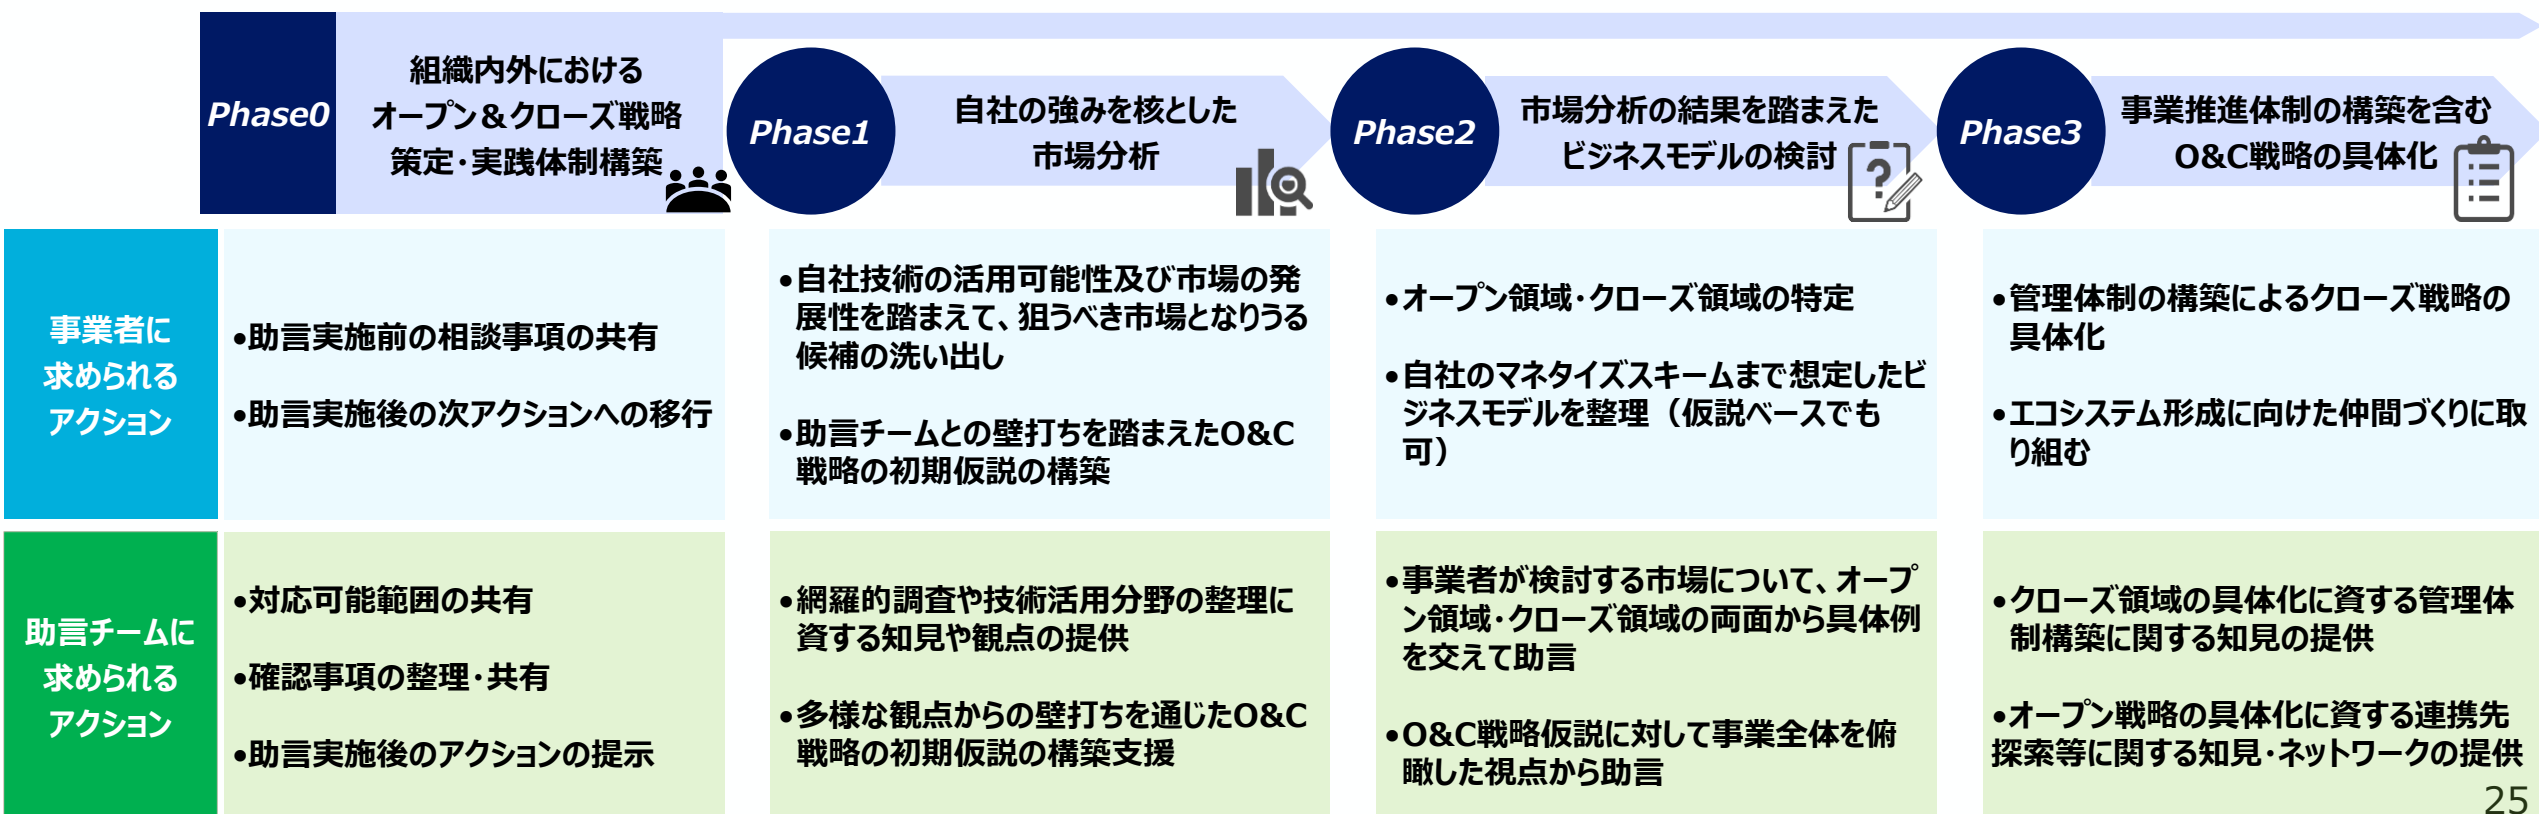 Phase0
組織内外における
オープン&クローズ戦略
策定・実践体制構築
Phase1
自社の強みを核とした
市場分析
Phase2
市場分析の結果を踏まえた
ビジネスモデルの検討
Phase3
事業推進体制の構築を含む
O&C戦略の具体化
事業者に
求められる
アクション
•助言実施前の相談事項の共有
•助言実施後の次アクションへの移行
•自社技術の活用可能性及び市場の発
展性を踏まえて、狙うべき市場となりうる
候補の洗い出し
•助言チームとの壁打ちを踏まえたO&C
戦略の初期仮説の構築
•オープン領域・クローズ領域の特定
•自社のマネタイズスキームまで想定したビ
ジネスモデルを整理（仮説ベースでも
可）
•管理体制の構築によるクローズ戦略の
具体化
•エコシステム形成に向けた仲間づくりに取
り組む
助言チームに
求められる
アクション
•対応可能範囲の共有
•確認事項の整理・共有
•助言実施後のアクションの提示
•網羅的調査や技術活用分野の整理に
資する知見や観点の提供
•多様な観点からの壁打ちを通じたO&C
戦略の初期仮説の構築支援
•事業者が検討する市場について、オープ
ン領域・クローズ領域の両面から具体例
を交えて助言
•O&C戦略仮説に対して事業全体を俯
瞰した視点から助言
•クローズ領域の具体化に資する管理体
制構築に関する知見の提供
•オープン戦略の具体化に資する連携先
探索等に関する知見・ネットワークの提供
25